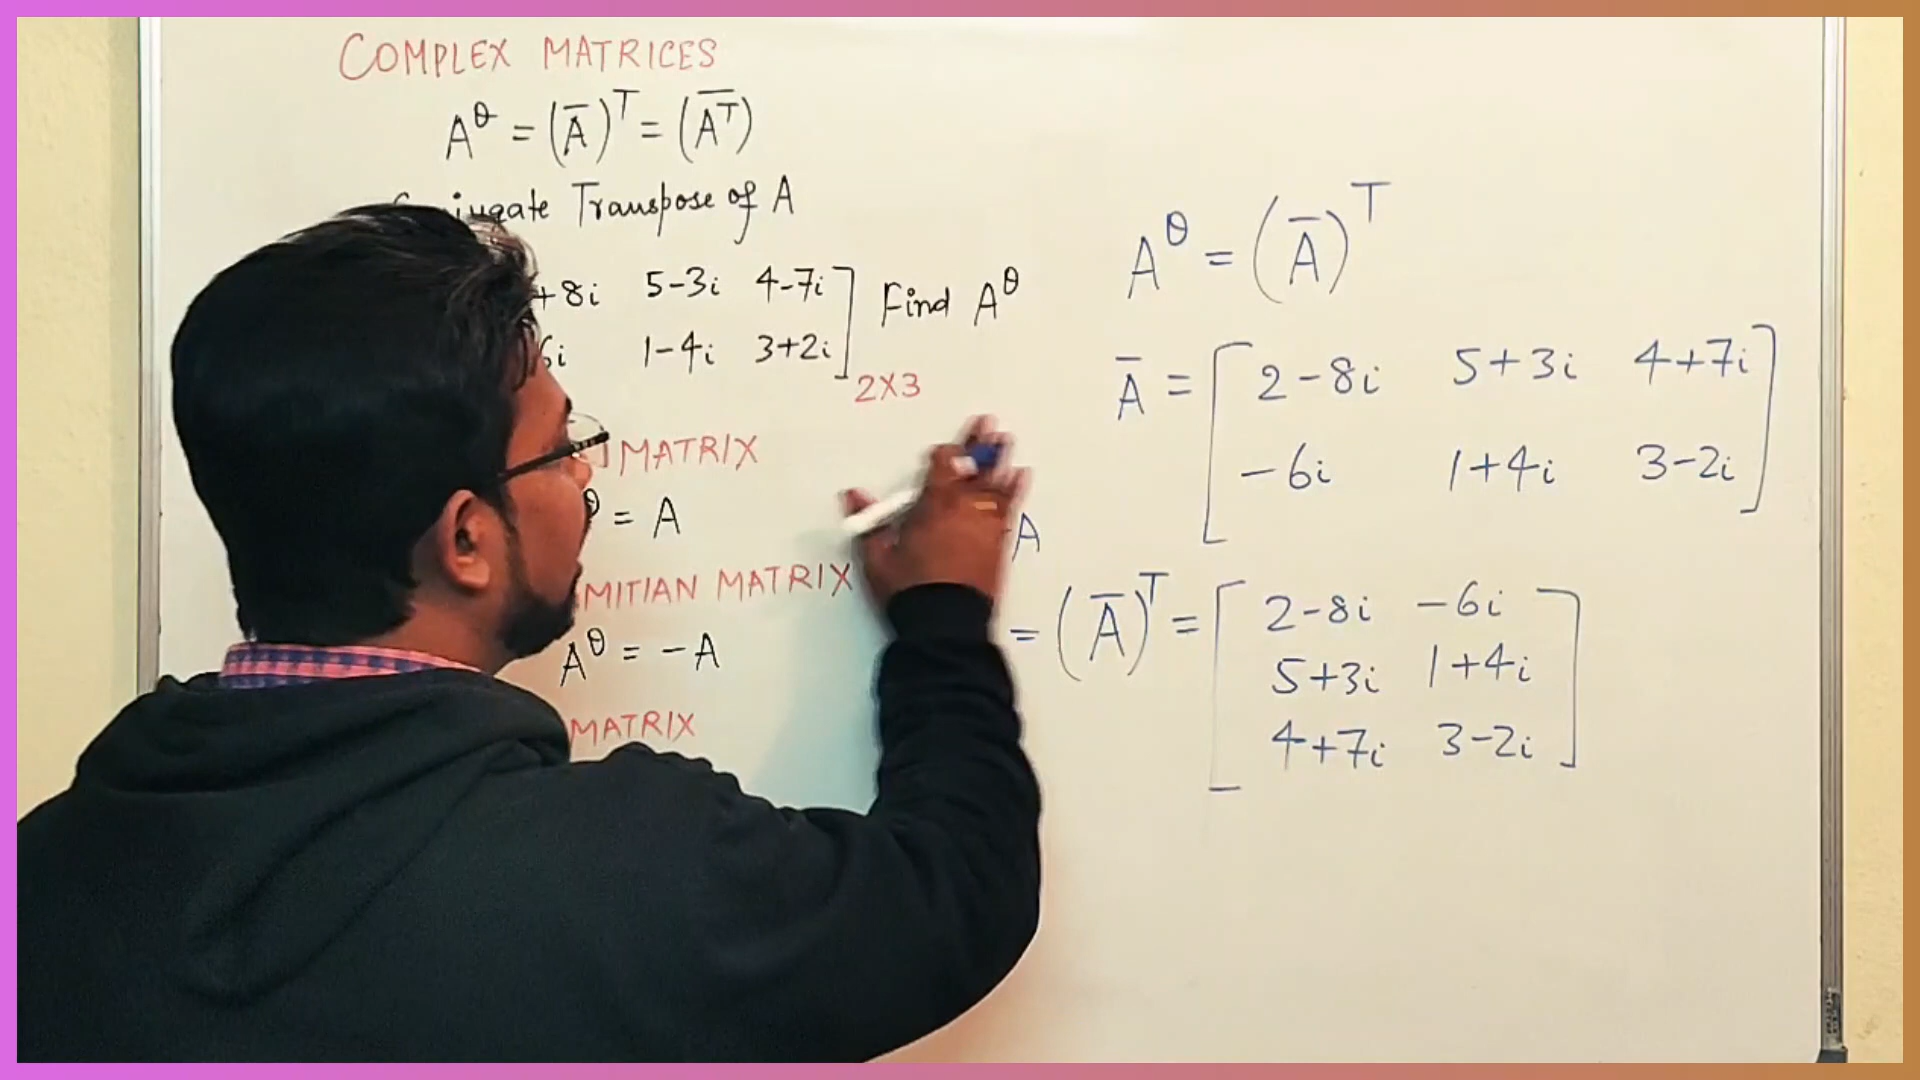 COMPLEX MATRICES
A^θ = (A̅)^T = (A̅^T̅)
Transpose of A
+8i 5-3i 4-7i ] Find A^θ
6i 1-4i 3+2i ] 2X3
MATRIX
θ = A
MITIAN MATRIX
A^θ = -A
MATRIX
A^θ = (A̅)^T
A̅ = [ 2-8i 5+3i 4+7i ]
[ -6i 1+4i 3-2i ]
A
= (A̅)^T = [ 2-8i -6i ]
[ 5+3i 1+4i ]
[ 4+7i 3-2i ]